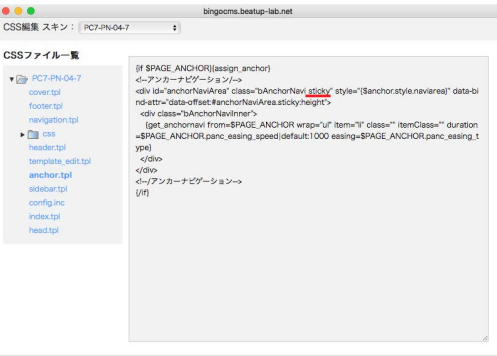 bingocms.beatup-lab.net
CSS編集 スキン： PC7-PN-04-7
CSSファイル一覧
PC7-PN-04-7
cover.tpl
footer.tpl
navigation.tpl
css
header.tpl
template_edit.tpl
anchor.tpl
sidebar.tpl
config.inc
index.tpl
head.tpl
{if $PAGE_ANCHOR}{assign_anchor}
<!--アンカーナビゲーション/-->
<div id="anchorNaviArea" class="bAnchorNavi sticky" style="{$anchor.style.naviarea}" data-bi
nd-attr="data-offset:#anchorNaviArea.sticky:height">
<div class="bAnchorNaviInner">
{get_anchornavi from=$PAGE_ANCHOR wrap="ul" item="li" class="" itemClass="" duration
=$PAGE_ANCHOR.panc_easing_speed|default:1000 easing=$PAGE_ANCHOR.panc_easing_t
ype}
</div>
</div>
<!--/アンカーナビゲーション-->
{/if}